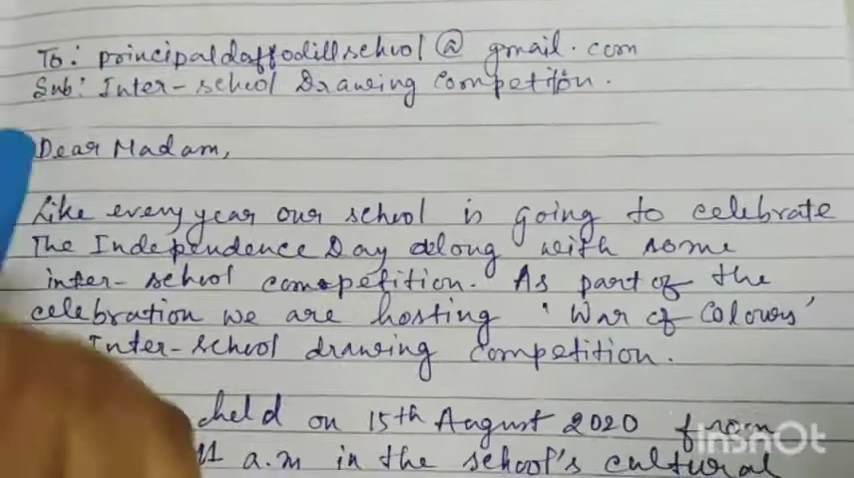 To: principaldaffodillschool@gmail.com
Sub: Inter-school Drawing Competition.
Dear Madam,
Like every year our school is going to celebrate
The Independence Day along with some
inter-school competition. As part of the
celebration we are hosting 'War of Colours'
Inter-school drawing competition.
held on 15th August 2020 from
a.m in the school's cultural
InShOt